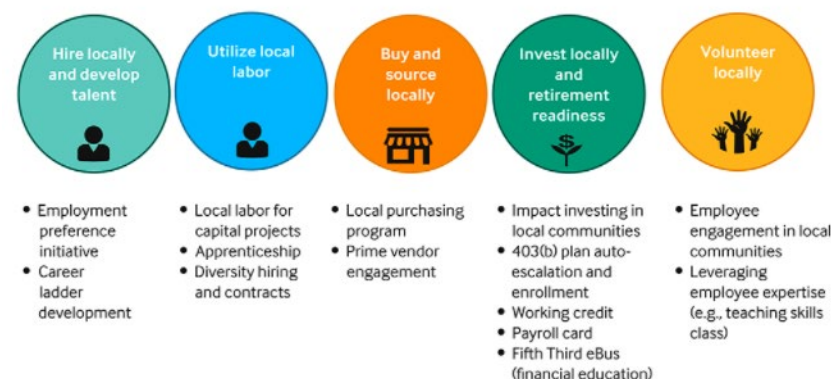 Hire locally
and develop
talent
Utilize local
labor
Buy and
source
locally
Invest locally
and
retirement
readiness
Volunteer
locally
• Employment
preference
initiative
• Career
ladder
development
• Local labor for
capital projects
• Apprenticeship
• Diversity hiring
and contracts
• Local purchasing
program
• Prime vendor
engagement
$
• Impact investing in
local communities
• 403(b) plan auto-
escalation and
enrollment
• Working credit
• Payroll card
• Fifth Third eBus
(financial education)
• Employee
engagement in local
communities
• Leveraging
employee expertise
(e.g., teaching skills
class)